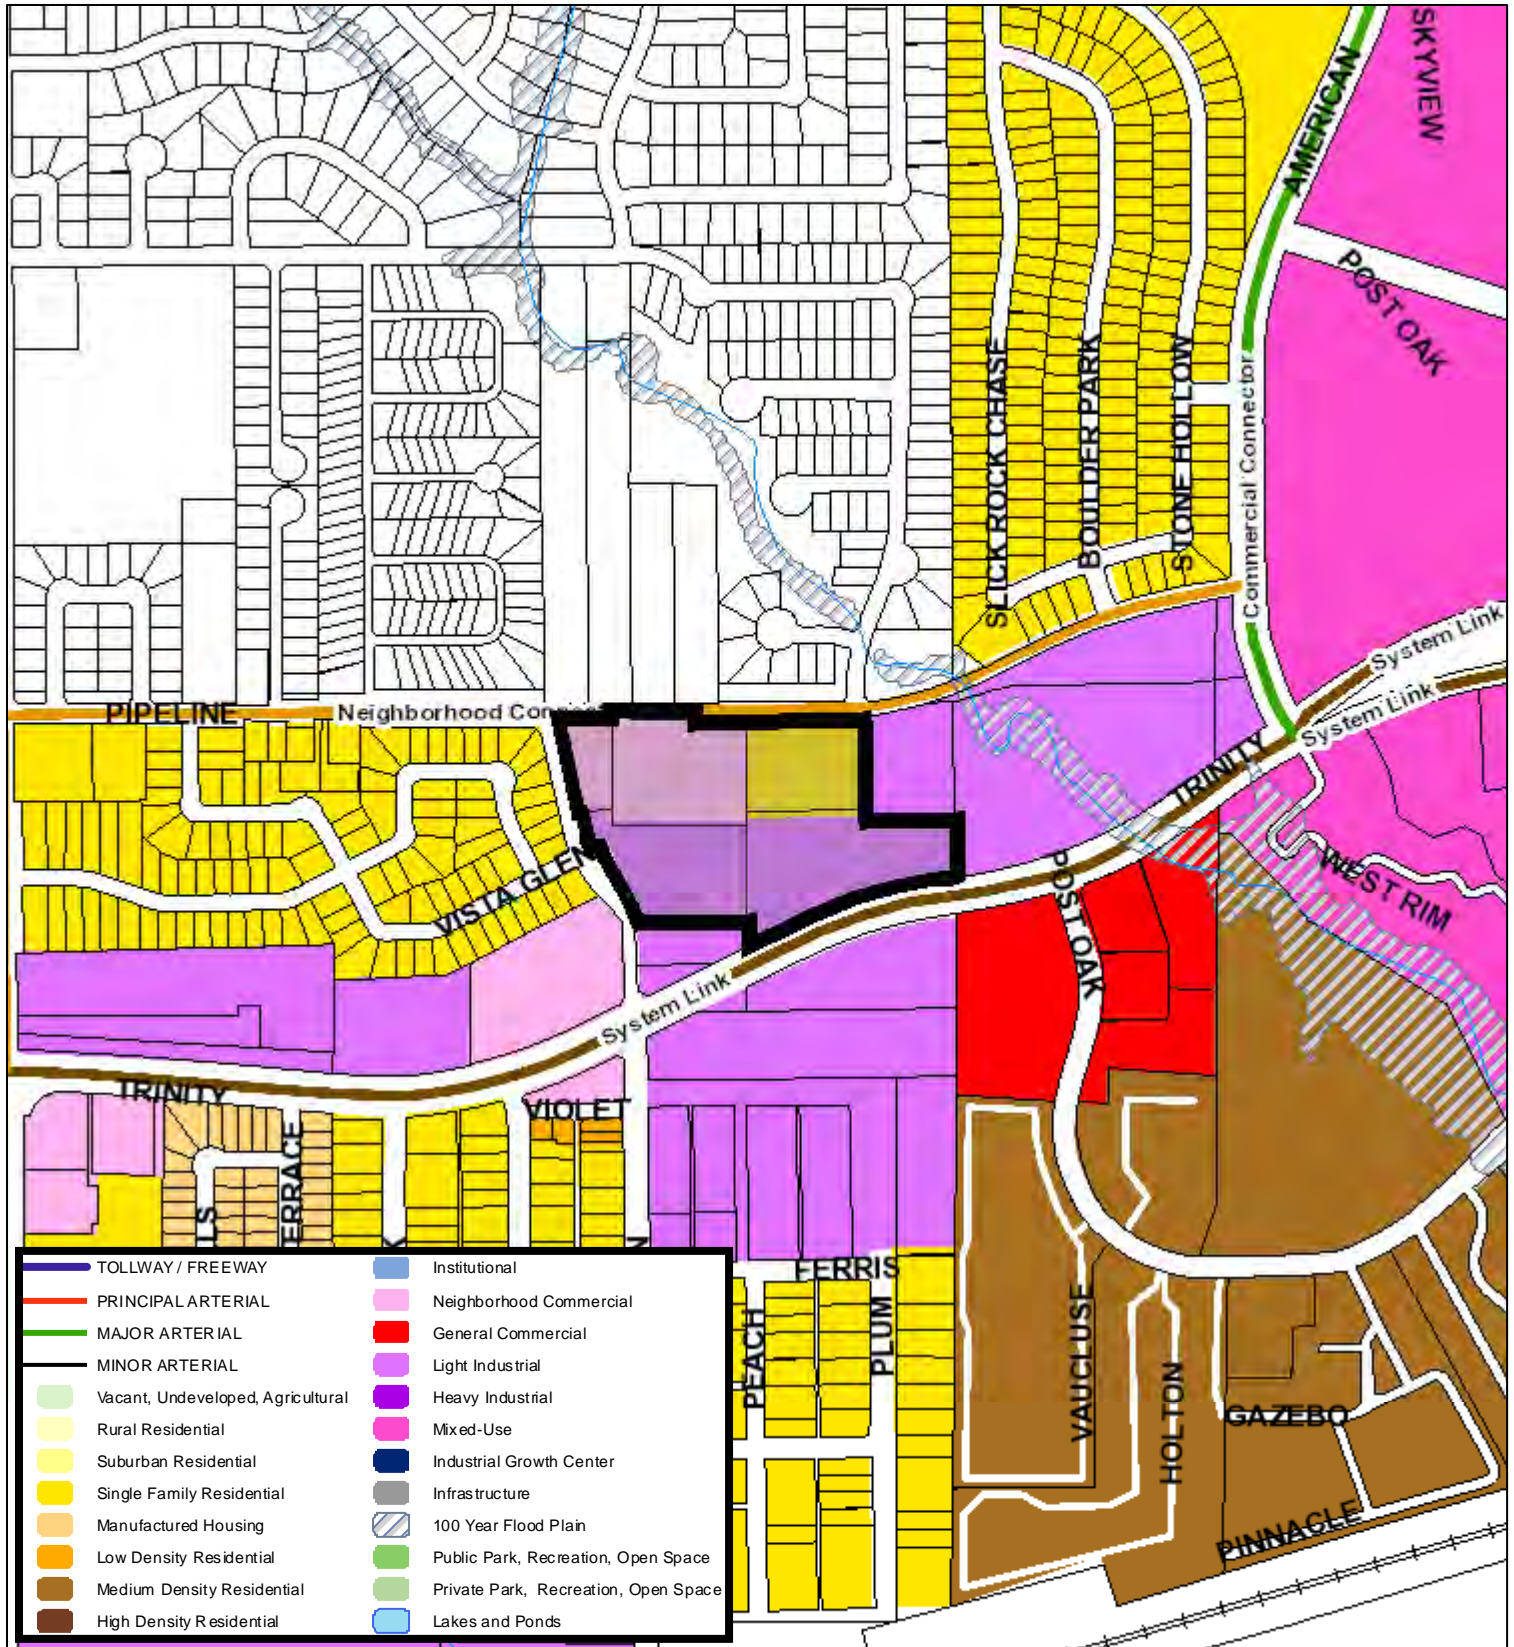 SKYVIEW
AMERICAN
POST OAK
SLICK ROCK CHASE
BOULDER PARK
STONE HOLLOW
Commercial Connector
System Link
System Link
PIPELINE
TRINITY
WEST RIM
VISTA GLEN
POST OAK
System Link
TRINITY
VIOLET
FERRIS
PEACH
PLUM
VAUCLUSE
HOLTON
GAZEBO
PINNACLE
TOLLWAY / FREEWAY
PRINCIPAL ARTERIAL
MAJOR ARTERIAL
MINOR ARTERIAL
Vacant, Undeveloped, Agricultural
Rural Residential
Suburban Residential
Single Family Residential
Manufactured Housing
Low Density Residential
Medium Density Residential
High Density Residential
Institutional
Neighborhood Commercial
General Commercial
Light Industrial
Heavy Industrial
Mixed-Use
Industrial Growth Center
Infrastructure
100 Year Flood Plain
Public Park, Recreation, Open Space
Private Park, Recreation, Open Space
Lakes and Ponds